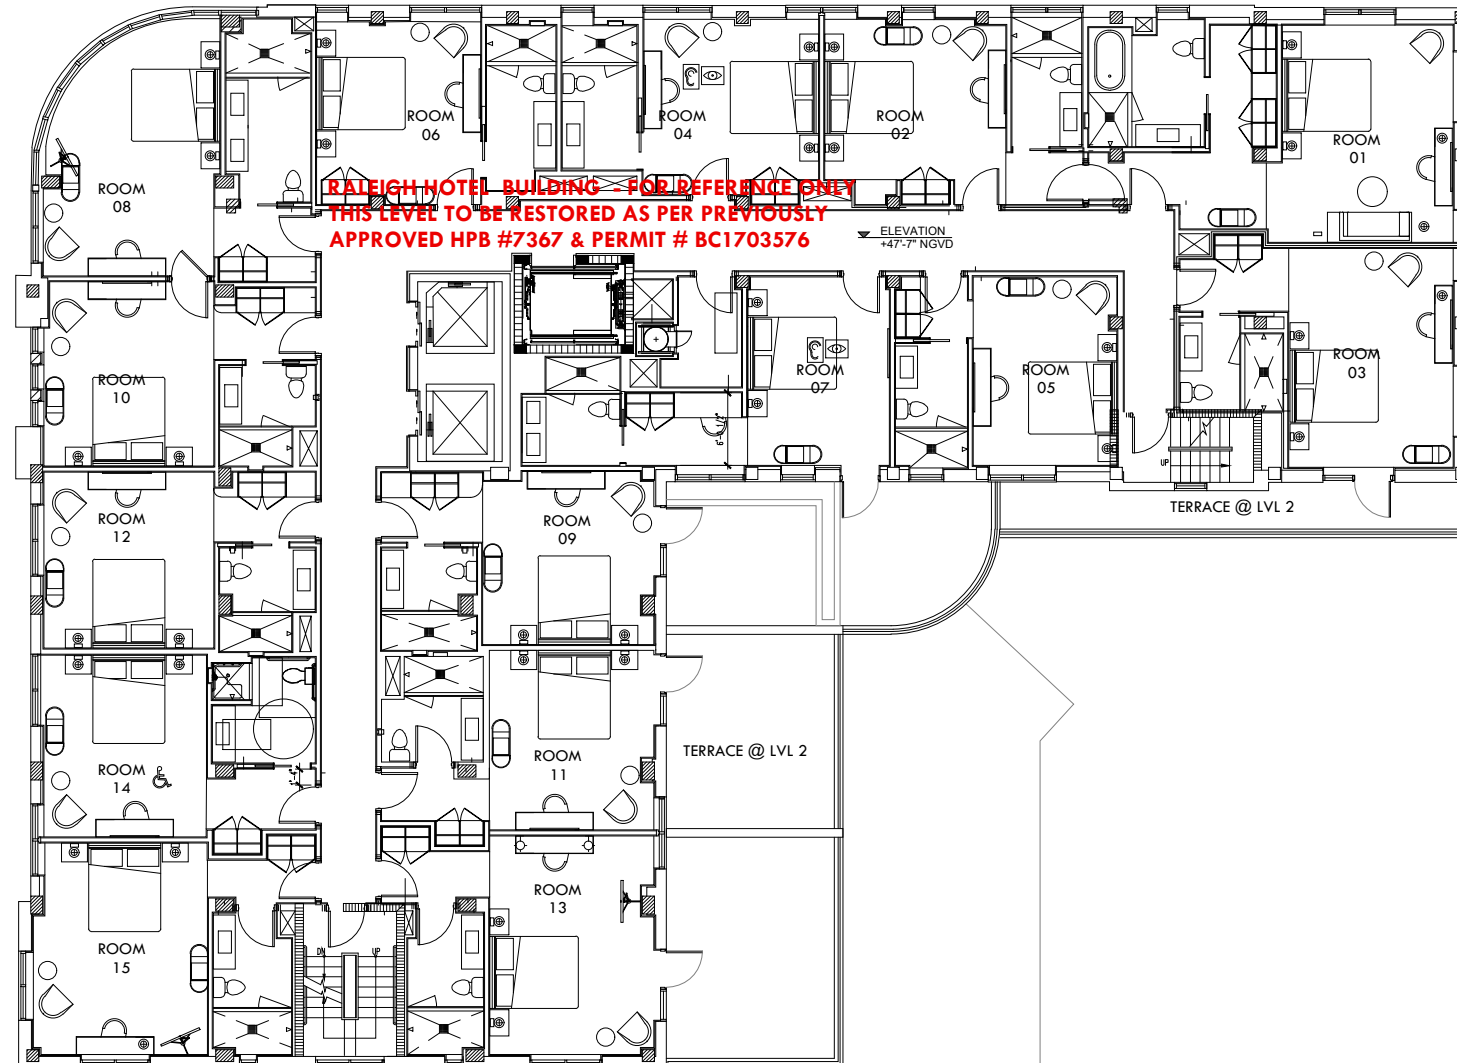 ROOM
06
ROOM
04
ROOM
02
ROOM
01
ROOM
08
RALEIGH HOTEL BUILDING - FOR REFERENCE ONLY
THIS LEVEL TO BE RESTORED AS PER PREVIOUSLY
APPROVED HPB #7367 & PERMIT # BC1703576
ELEVATION
+47'-7" NGVD
ROOM
10
ROOM
07
ROOM
05
ROOM
03
UP
TERRACE @ LVL 2
ROOM
12
ROOM
09
ROOM
14
ROOM
11
TERRACE @ LVL 2
ROOM
13
ROOM
15
DN
UP